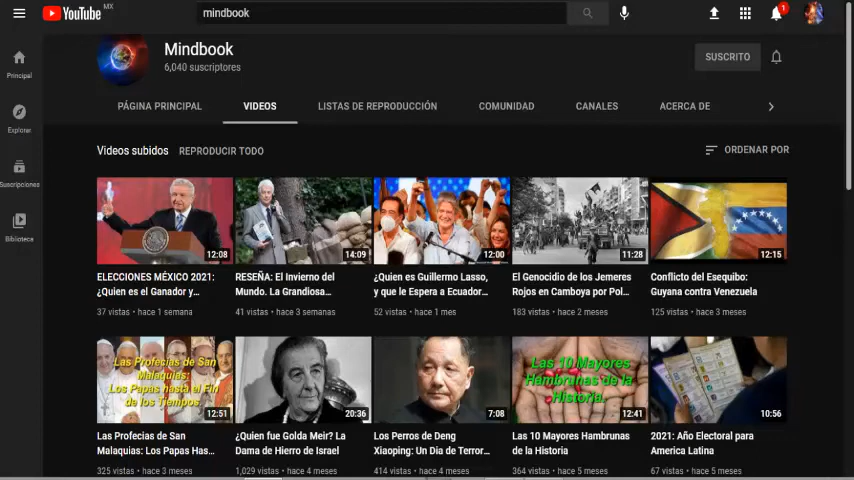 YouTube MX
mindbook
1
Mindbook
6,040 suscriptores
SUSCRITO
PÁGINA PRINCIPAL VIDEOS LISTAS DE REPRODUCCIÓN COMUNIDAD CANALES ACERCA DE
Principal
Explorar
Suscripciones
Biblioteca
Videos subidos REPRODUCIR TODO ORDENAR POR
12:08 14:09 12:00 11:28 12:15
ELECCIONES MÉXICO 2021:
¿Quien es el Ganador y...
37 vistas • hace 1 semana
RESEÑA: El Invierno del
Mundo. La Grandiosa...
41 vistas • hace 3 semanas
¿Quien es Guillermo Lasso,
y que le Espera a Ecuador...
52 vistas • hace 1 mes
El Genocidio de los Jemeres
Rojos en Camboya por Pol...
183 vistas • hace 2 meses
Conflicto del Esequibo:
Guyana contra Venezuela
125 vistas • hace 3 meses
Las Profecias de San
Malaquias:
Los Papas hasta el Fin
de los Tiempos.
12:51
Las Profecias de San
Malaquias: Los Papas Has...
325 vistas • hace 3 meses
20:36
¿Quien fue Golda Meir? La
Dama de Hierro de Israel
1,029 vistas • hace 4 meses
7:08
Los Perros de Deng
Xiaoping: Un Dia de Terror...
414 vistas • hace 4 meses
Las 10 Mayores
Hambrunas de la
Historia.
12:41
Las 10 Mayores Hambrunas
de la Historia
364 vistas • hace 5 meses
10:56
2021: Año Electoral para
America Latina
67 vistas • hace 5 meses